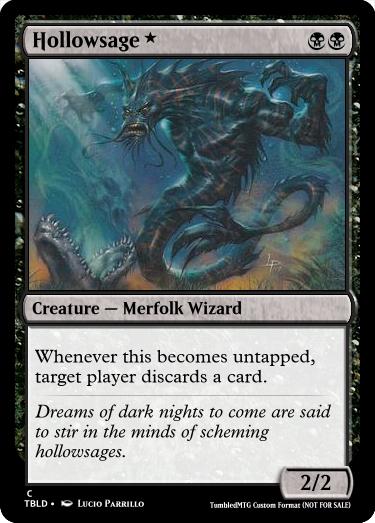 Hollowsage ★
Creature — Merfolk Wizard
Whenever this becomes untapped,
target player discards a card.
Dreams of dark nights to come are said
to stir in the minds of scheming
hollowsages.
2/2
C
TBLD • Lucio Parrillo
TumbledMTG Custom Format (NOT FOR SALE)
LP